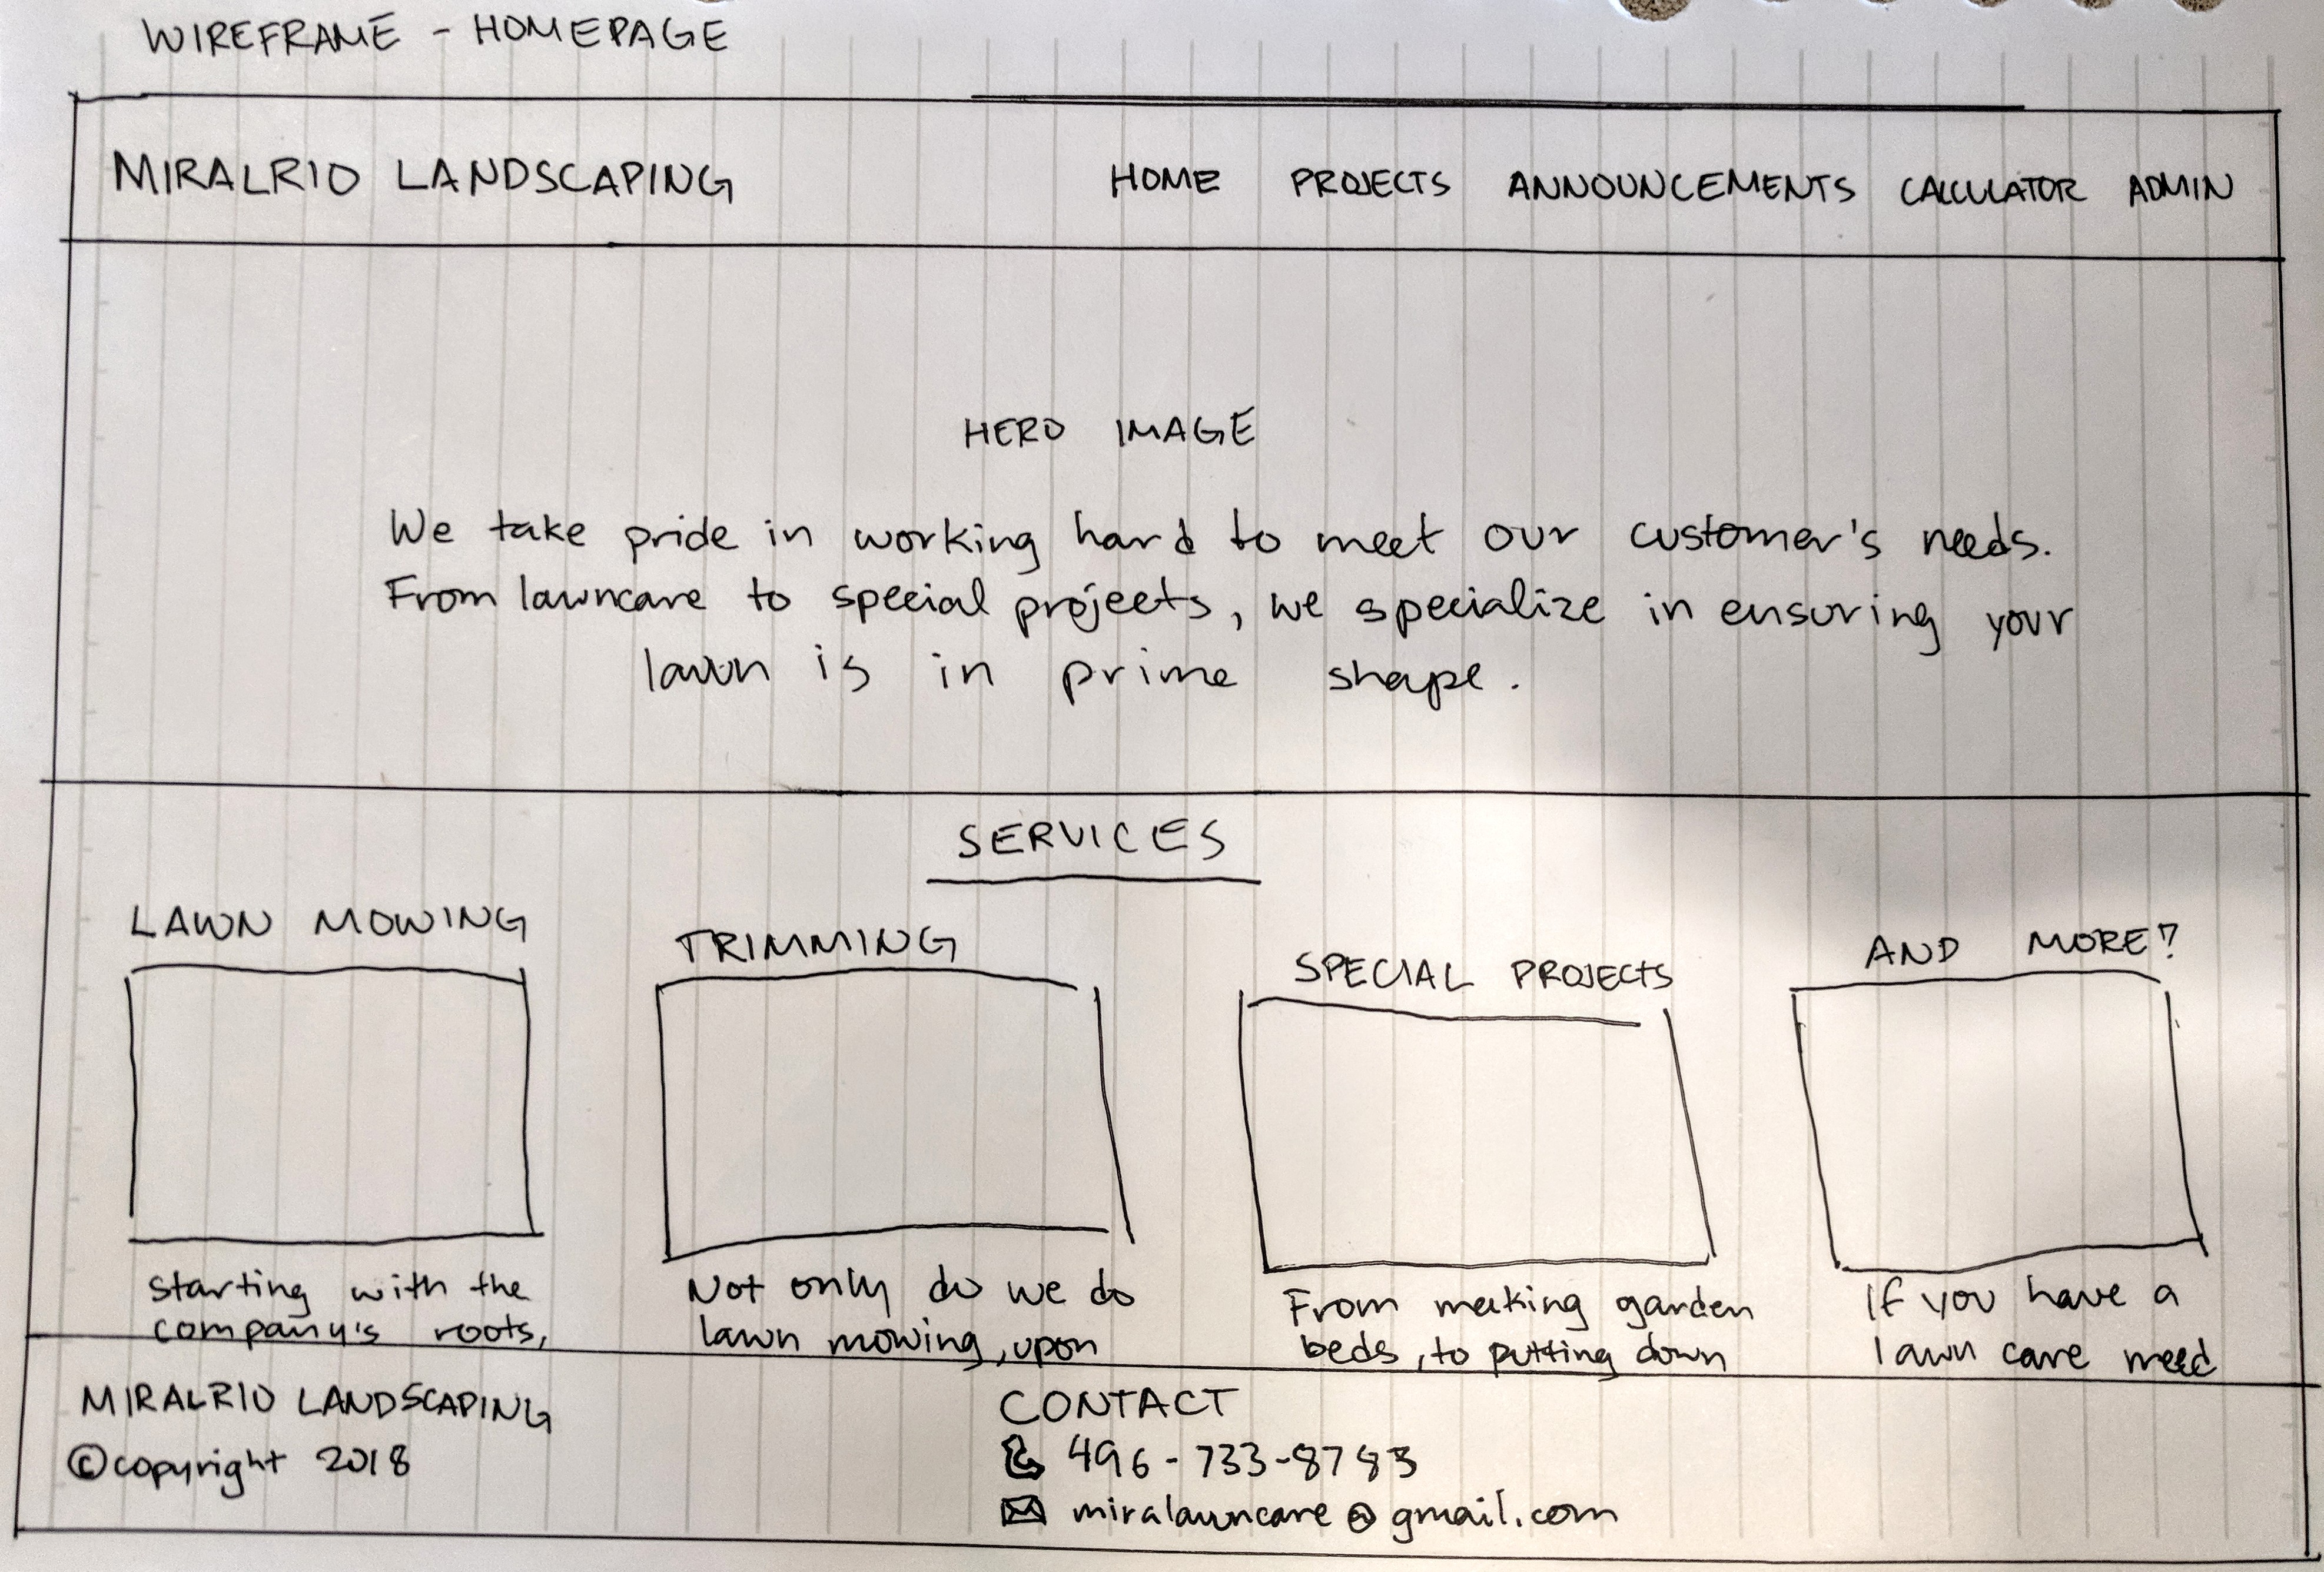 WIREFRAME - HOMEPAGE
MIRALRIO LANDSCAPING HOME PROJECTS ANNOUNCEMENTS CALCULATOR ADMIN
HERO IMAGE
We take pride in working hard to meet our customer's needs.
From lawncare to special projects, we specialize in ensuring your
lawn is in prime shape.
SERVICES
LAWN MOWING
starting with the
company's roots,
TRIMMING
Not only do we do
lawn mowing, upon
SPECIAL PROJECTS
From making garden
beds, to putting down
AND MORE?
If you have a
lawn care need
MIRALRIO LANDSCAPING
© copyright 2018
CONTACT
496-733-8783
miralawncare@gmail.com